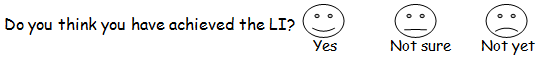 Do you think you have achieved the LI?
Yes Not sure Not yet